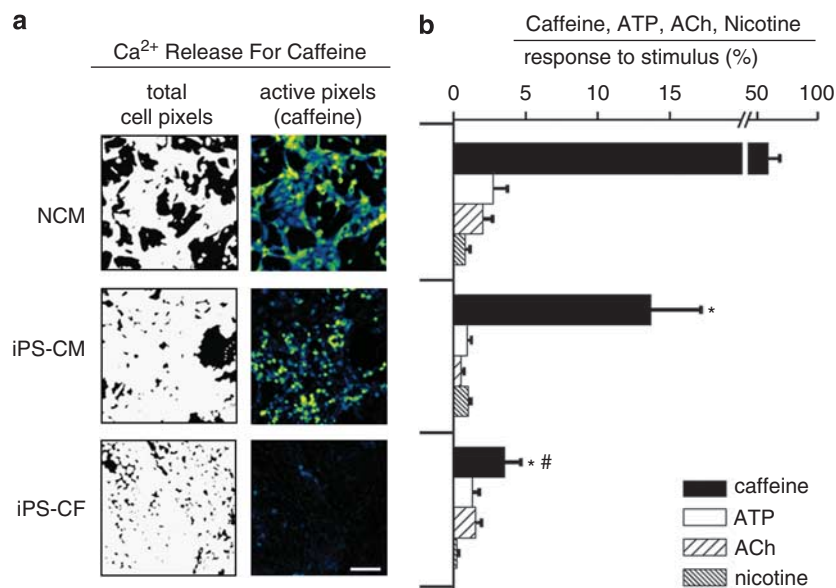 a
Ca2+ Release For Caffeine
total
cell pixels
active pixels
(caffeine)
NCM
iPS-CM
iPS-CF
b
Caffeine, ATP, ACh, Nicotine
response to stimulus (%)
0 5 10 15 50 100
*
* #
caffeine
ATP
ACh
nicotine